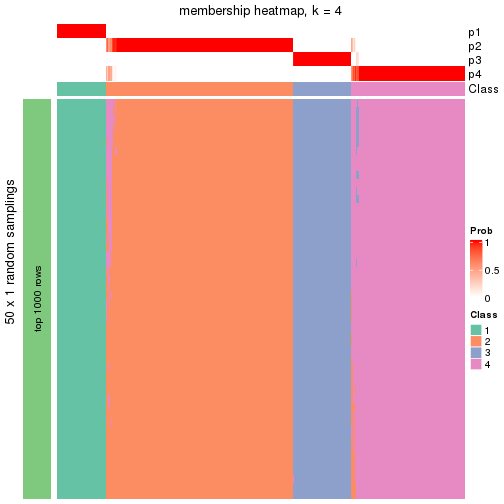 membership heatmap, k = 4
p1
p2
p3
p4
Class
50 x 1 random samplings
top 1000 rows
Prob
1
0.5
0
Class
1
2
3
4